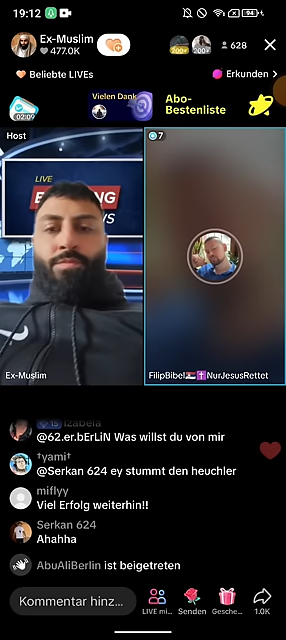 19:12
94
Ex-Muslim
477.0K
200+
200+
628
Beliebte LIVEs
Erkunden >
02:09
Vielen Dank
Abo-
Bestenliste
Host
7
LIVE
NG
WS
Ex-Muslim
FilipBibel🇷🇸✝️NurJesusRettet
@62.er.bErLiN Was willst du von mir
†yami†
@Serkan 624 ey stummt den heuchler
miflyy
Viel Erfolg weiterhin!!
Serkan 624
Ahahha
AbuAliBerlin ist beigetreten
Kommentar hinz...
LIVE mi...
Senden
Gesche...
1.0K